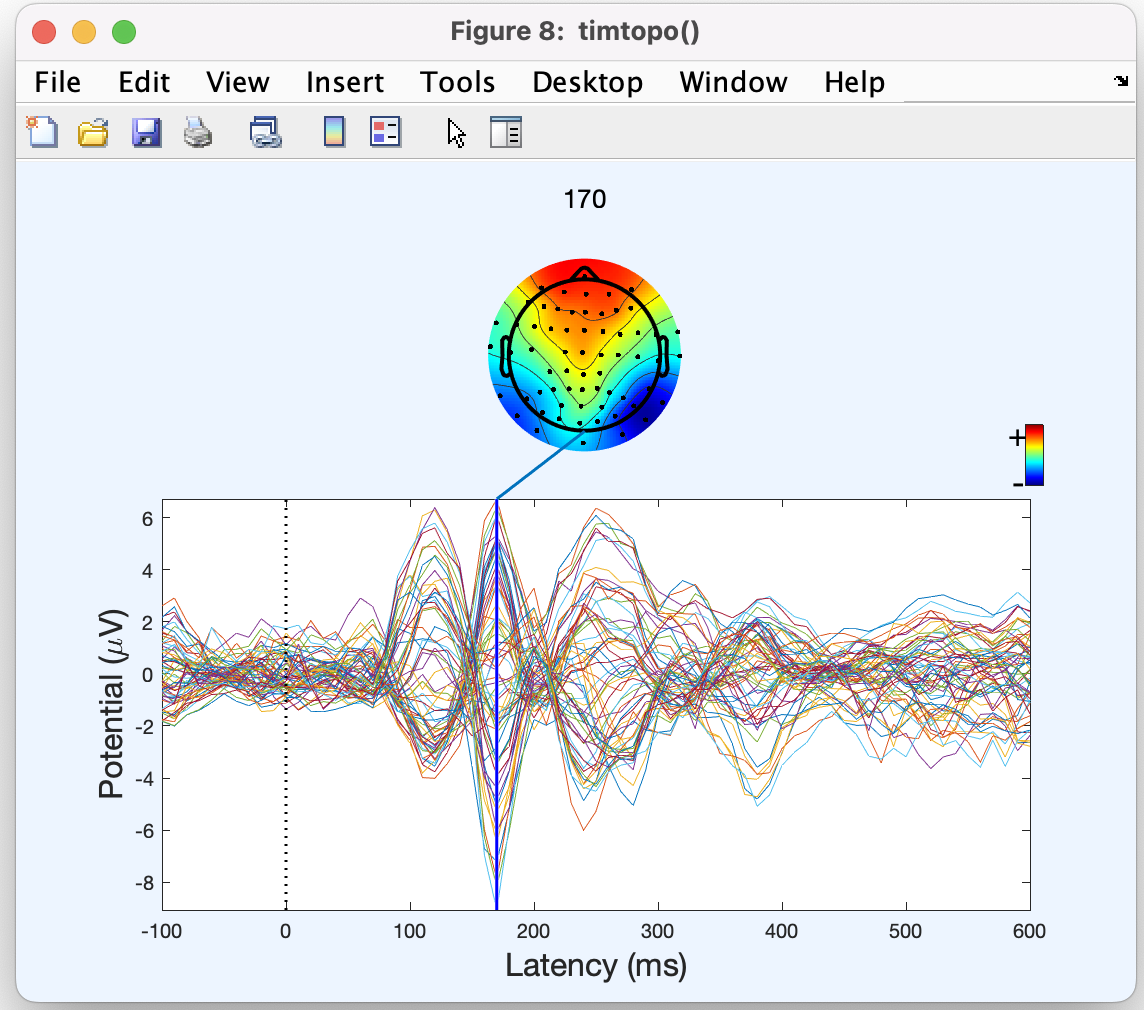 Figure 8: timtopo()
File Edit View Insert Tools Desktop Window Help
170
+
-
6
4
2
0
-2
-4
-6
-8
Potential (μV)
-100 0 100 200 300 400 500 600
Latency (ms)